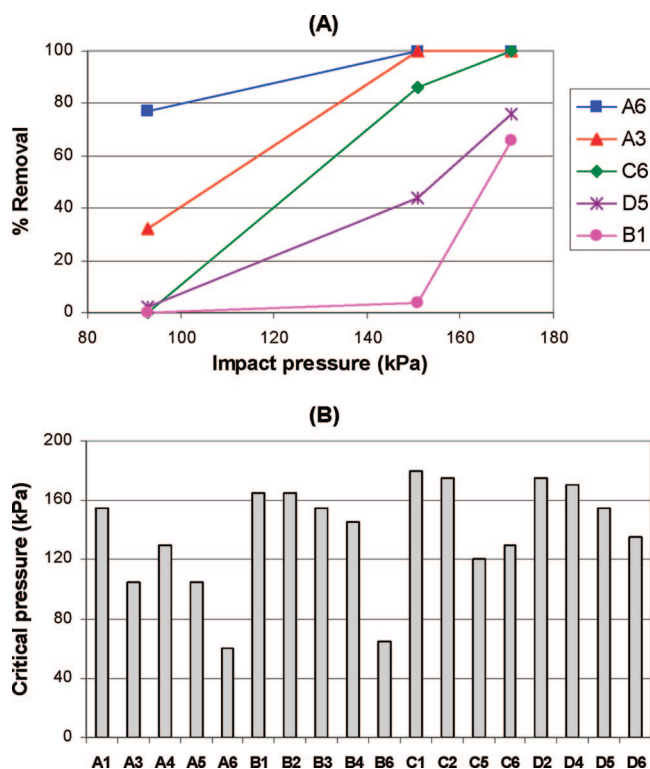 (A)
% Removal
100
80
60
40
20
0
80 100 120 140 160 180
Impact pressure (kPa)
A6
A3
C6
D5
B1
(B)
Critical pressure (kPa)
200
160
120
80
40
0
A1 A3 A4 A5 A6 B1 B2 B3 B4 B6 C1 C2 C5 C6 D2 D4 D5 D6